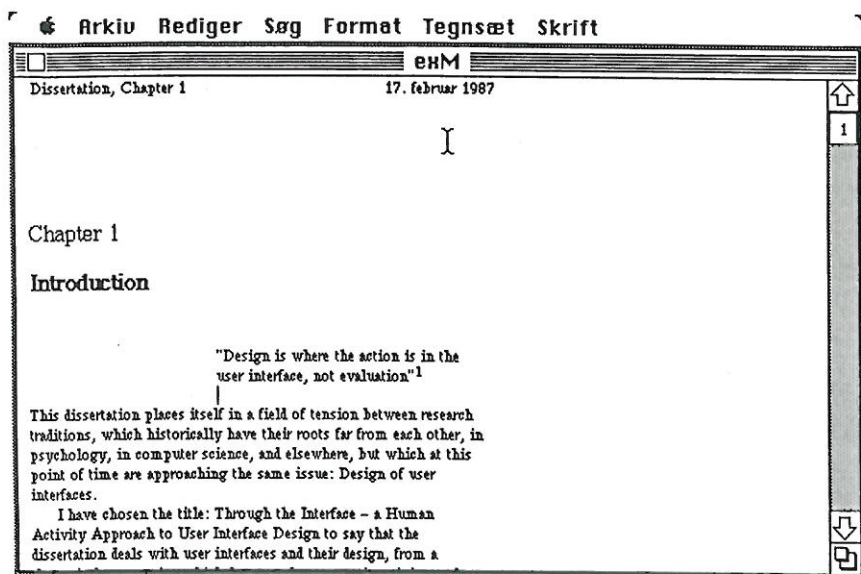 Arkiv Rediger Søg Format Tegnsæt Skrift
exM
Dissertation, Chapter 1 17. februar 1987
1
Chapter 1
Introduction
"Design is where the action is in the
user interface, not evaluation"1
This dissertation places itself in a field of tension between research
traditions, which historically have their roots far from each other, in
psychology, in computer science, and elsewhere, but which at this
point of time are approaching the same issue: Design of user
interfaces.
I have chosen the title: Through the Interface – a Human
Activity Approach to User Interface Design to say that the
dissertation deals with user interfaces and their design, from a